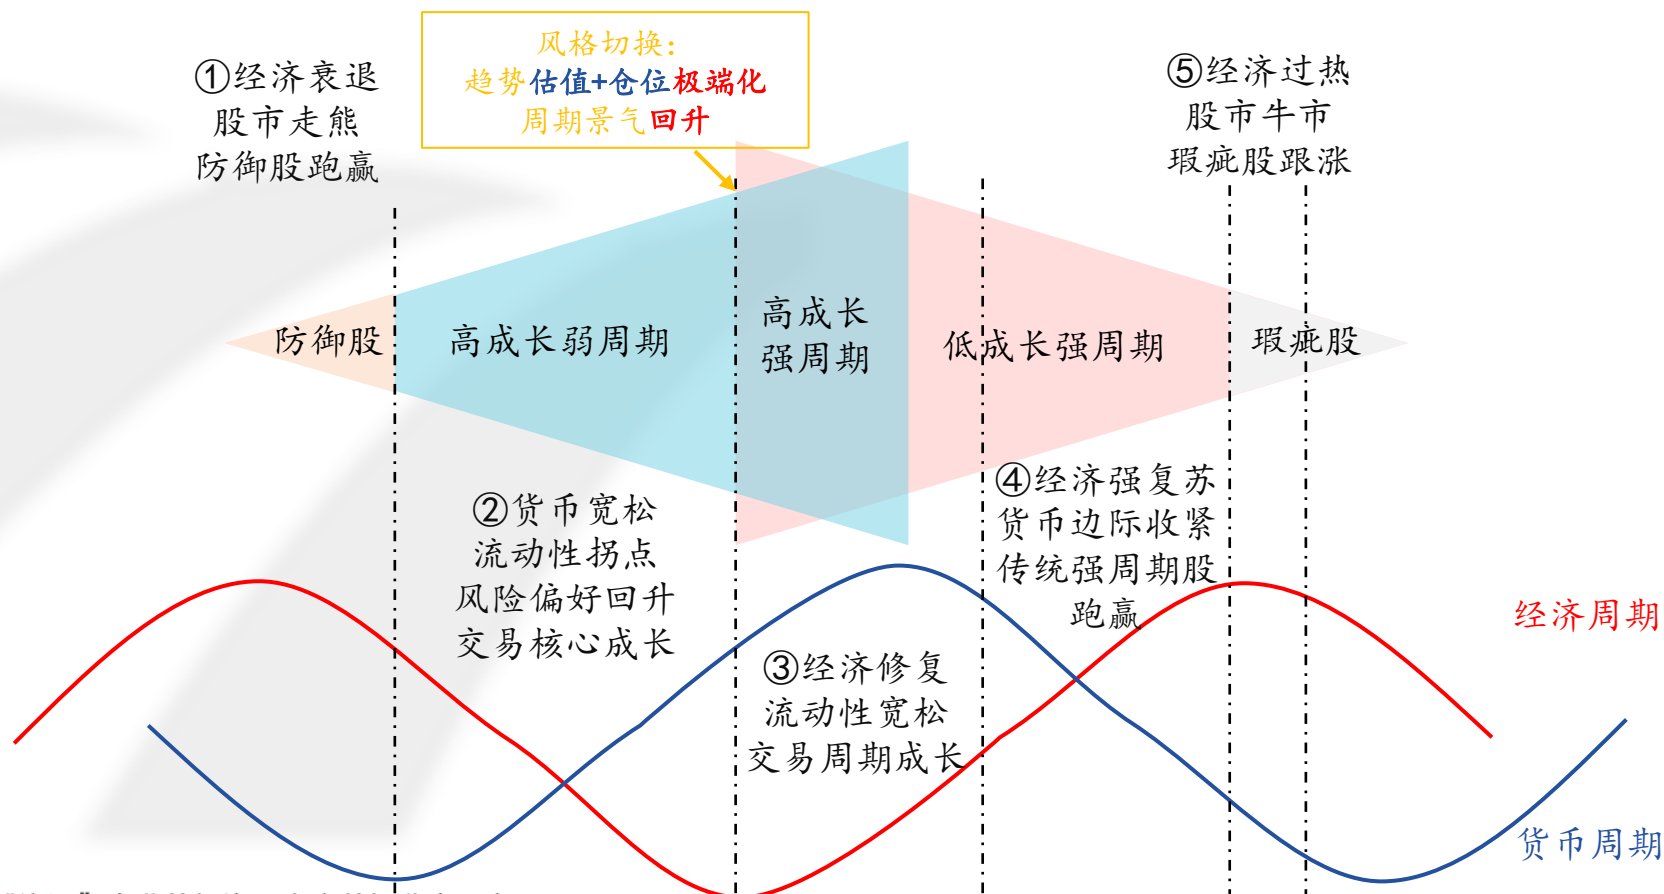 风格切换：
趋势估值+仓位极端化
周期景气回升
①经济衰退
股市走熊
防御股跑赢
⑤经济过热
股市牛市
瑕疵股跟涨
防御股
高成长弱周期
高成长
强周期
低成长强周期
瑕疵股
②货币宽松
流动性拐点
风险偏好回升
交易核心成长
③经济修复
流动性宽松
交易周期成长
④经济强复苏
货币边际收紧
传统强周期股
跑赢
经济周期
货币周期